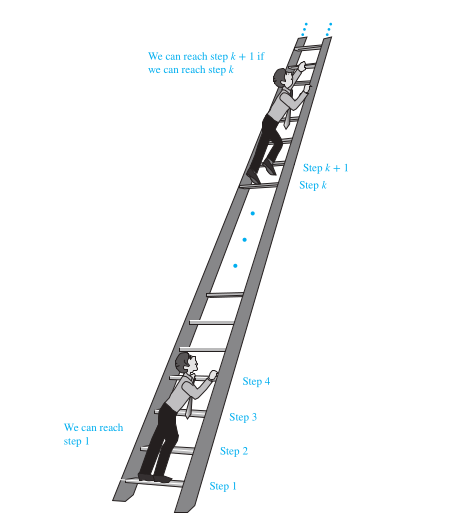 We can reach step k + 1 if
we can reach step k
Step k + 1
Step k
Step 4
Step 3
We can reach
step 1
Step 2
Step 1